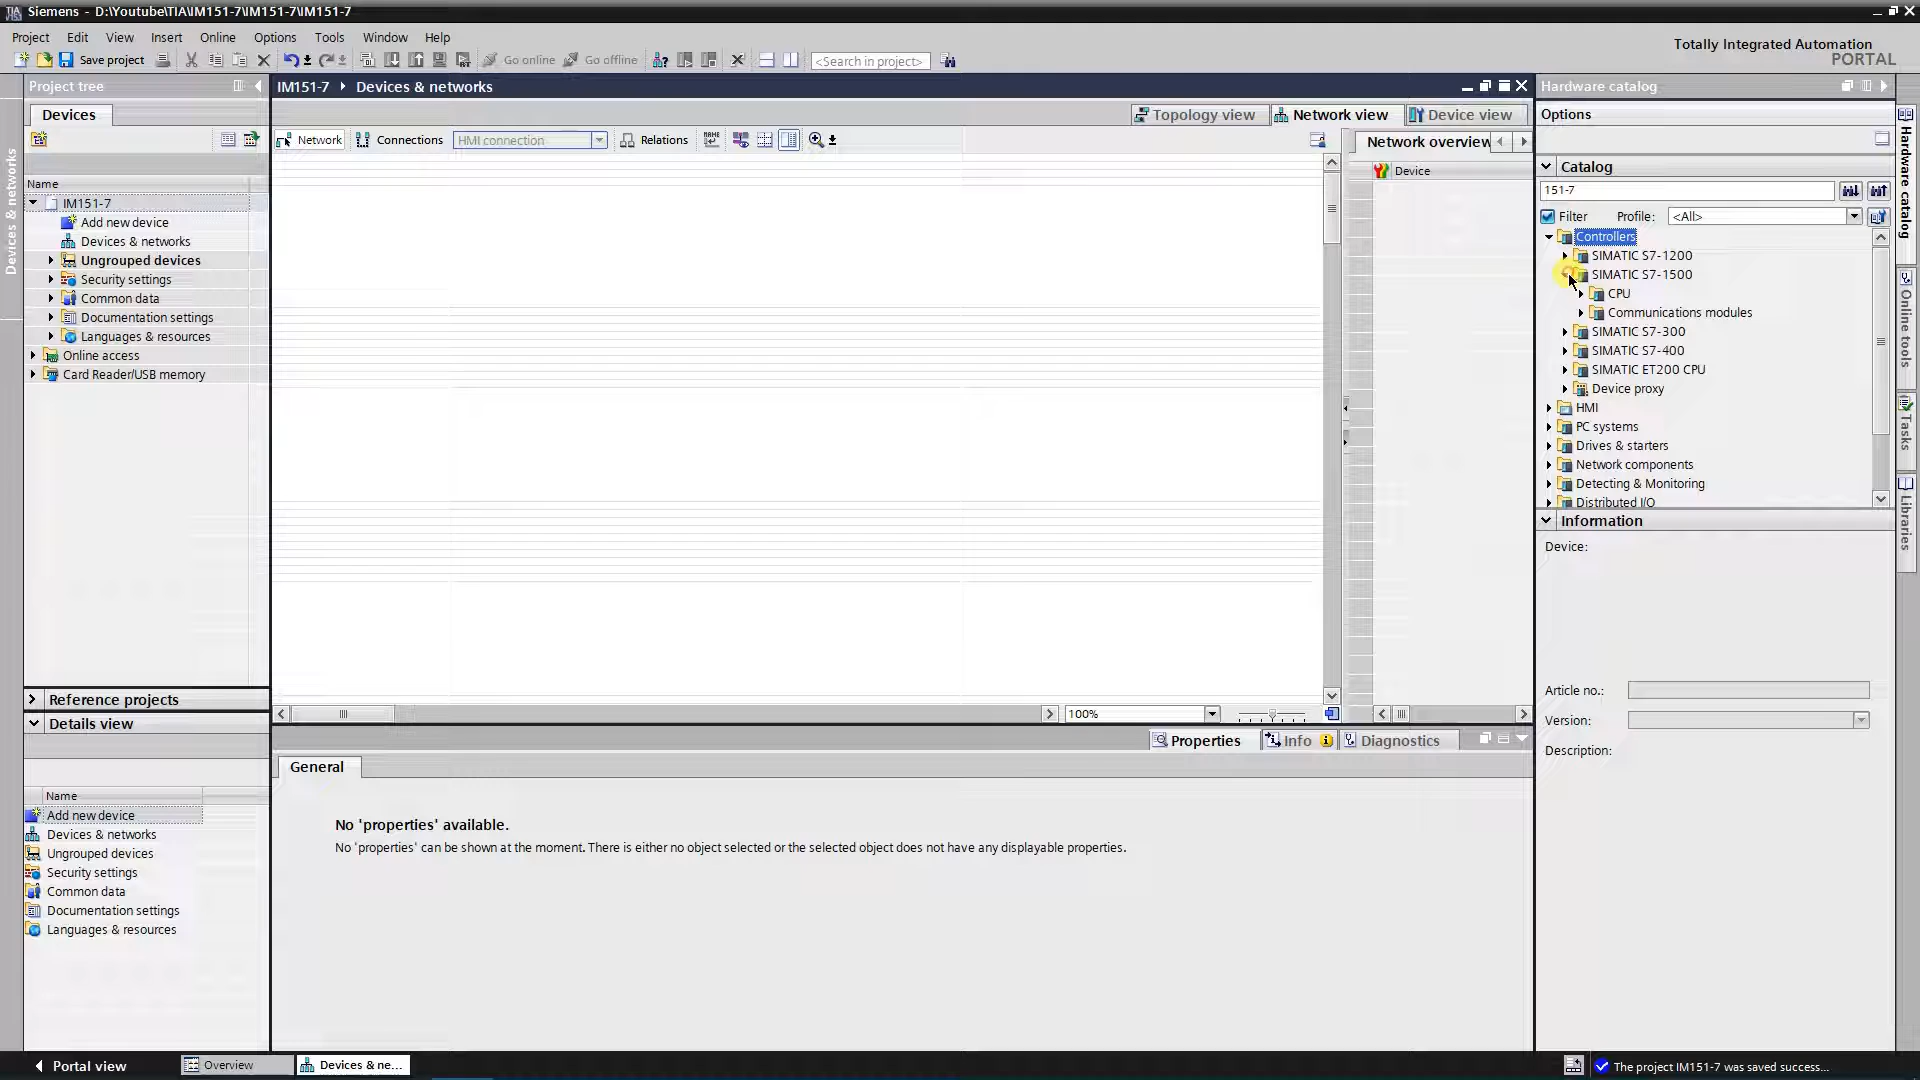 Siemens - D:\Youtube\TIA\IM151-7\IM151-7\IM151-7
Project Edit View Insert Online Options Tools Window Help
Totally Integrated Automation
PORTAL
Save project Go online Go offline <Search in project>
Project tree
IM151-7 Devices & networks
Hardware catalog
Devices
Topology view Network view Device view
Options
Network Connections HMI connection Relations
Network overview
Device
Catalog
151-7
Filter Profile: <All>
Name
IM151-7
Add new device
Devices & networks
Ungrouped devices
Security settings
Common data
Documentation settings
Languages & resources
Online access
Card Reader/USB memory
Controllers
SIMATIC S7-1200
SIMATIC S7-1500
CPU
Communications modules
SIMATIC S7-300
SIMATIC S7-400
SIMATIC ET200 CPU
Device proxy
HMI
PC systems
Drives & starters
Network components
Detecting & Monitoring
Distributed I/O
Information
Device:
Article no.:
Version:
Description:
Devices & networks
Hardware catalog
Online tools
Tasks
Libraries
100%
Reference projects
Details view
Name
Add new device
Devices & networks
Ungrouped devices
Security settings
Common data
Documentation settings
Languages & resources
Properties Info Diagnostics
General
No 'properties' available.
No 'properties' can be shown at the moment. There is either no object selected or the selected object does not have any displayable properties.
Portal view Overview Devices & ne...
The project IM151-7 was saved success...